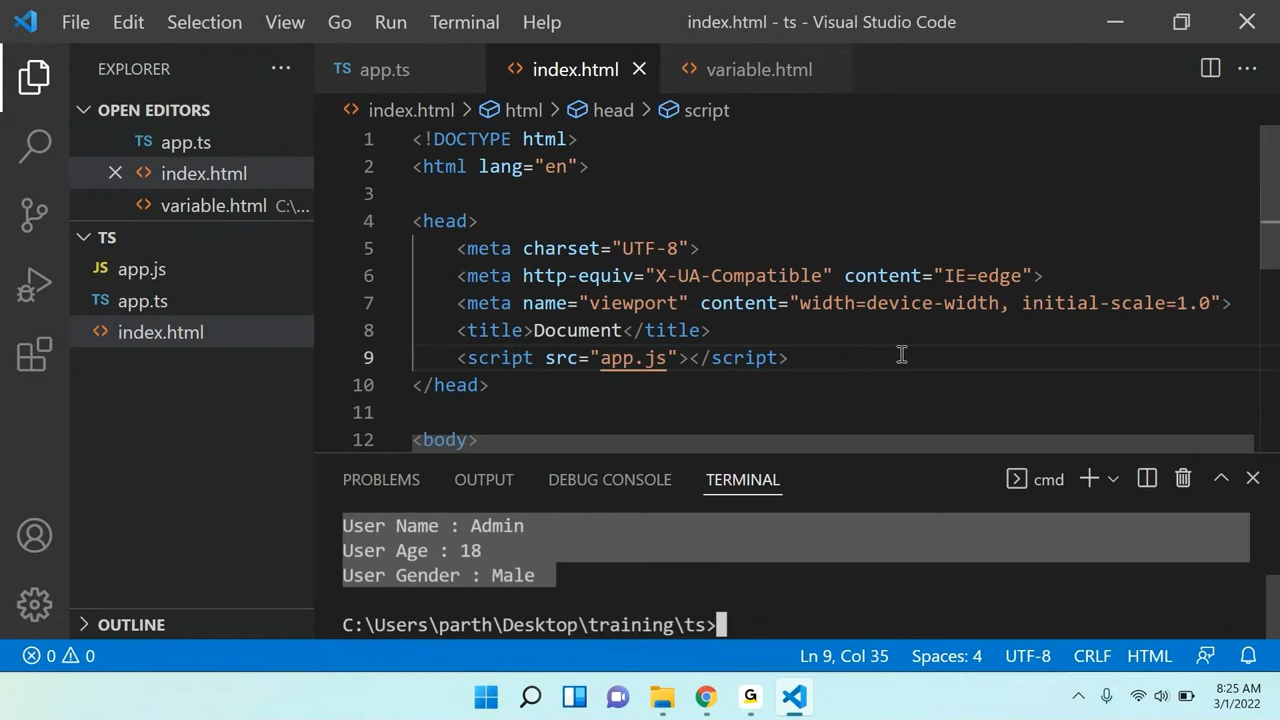 File Edit Selection View Go Run Terminal Help index.html - ts - Visual Studio Code
EXPLORER
OPEN EDITORS
TS app.ts
index.html
variable.html C:\...
TS
JS app.js
TS app.ts
index.html
OUTLINE
TS app.ts index.html variable.html
index.html > html > head > script
1 <!DOCTYPE html>
2 <html lang="en">
3
4 <head>
5 <meta charset="UTF-8">
6 <meta http-equiv="X-UA-Compatible" content="IE=edge">
7 <meta name="viewport" content="width=device-width, initial-scale=1.0">
8 <title>Document</title>
9 <script src="app.js"></script>
10 </head>
11
12 <body>
PROBLEMS OUTPUT DEBUG CONSOLE TERMINAL cmd
User Name : Admin
User Age : 18
User Gender : Male
C:\Users\parth\Desktop\training\ts>
0 0 Ln 9, Col 35 Spaces: 4 UTF-8 CRLF HTML
G
8:25 AM
3/1/2022